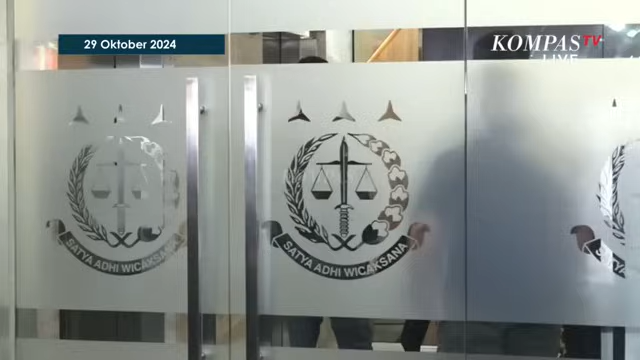 29 Oktober 2024
KOMPAS TV
LIVE
SATYA ADHI WICAKSANA
SATYA ADHI WICAKSANA